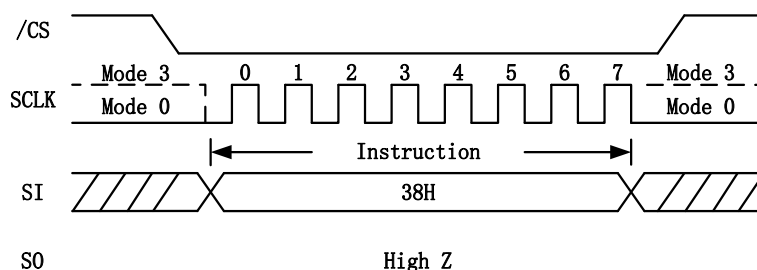 /CS
Mode 3 0 1 2 3 4 5 6 7 Mode 3
SCLK
Mode 0 Mode 0
Instruction
SI 38H
SO High Z